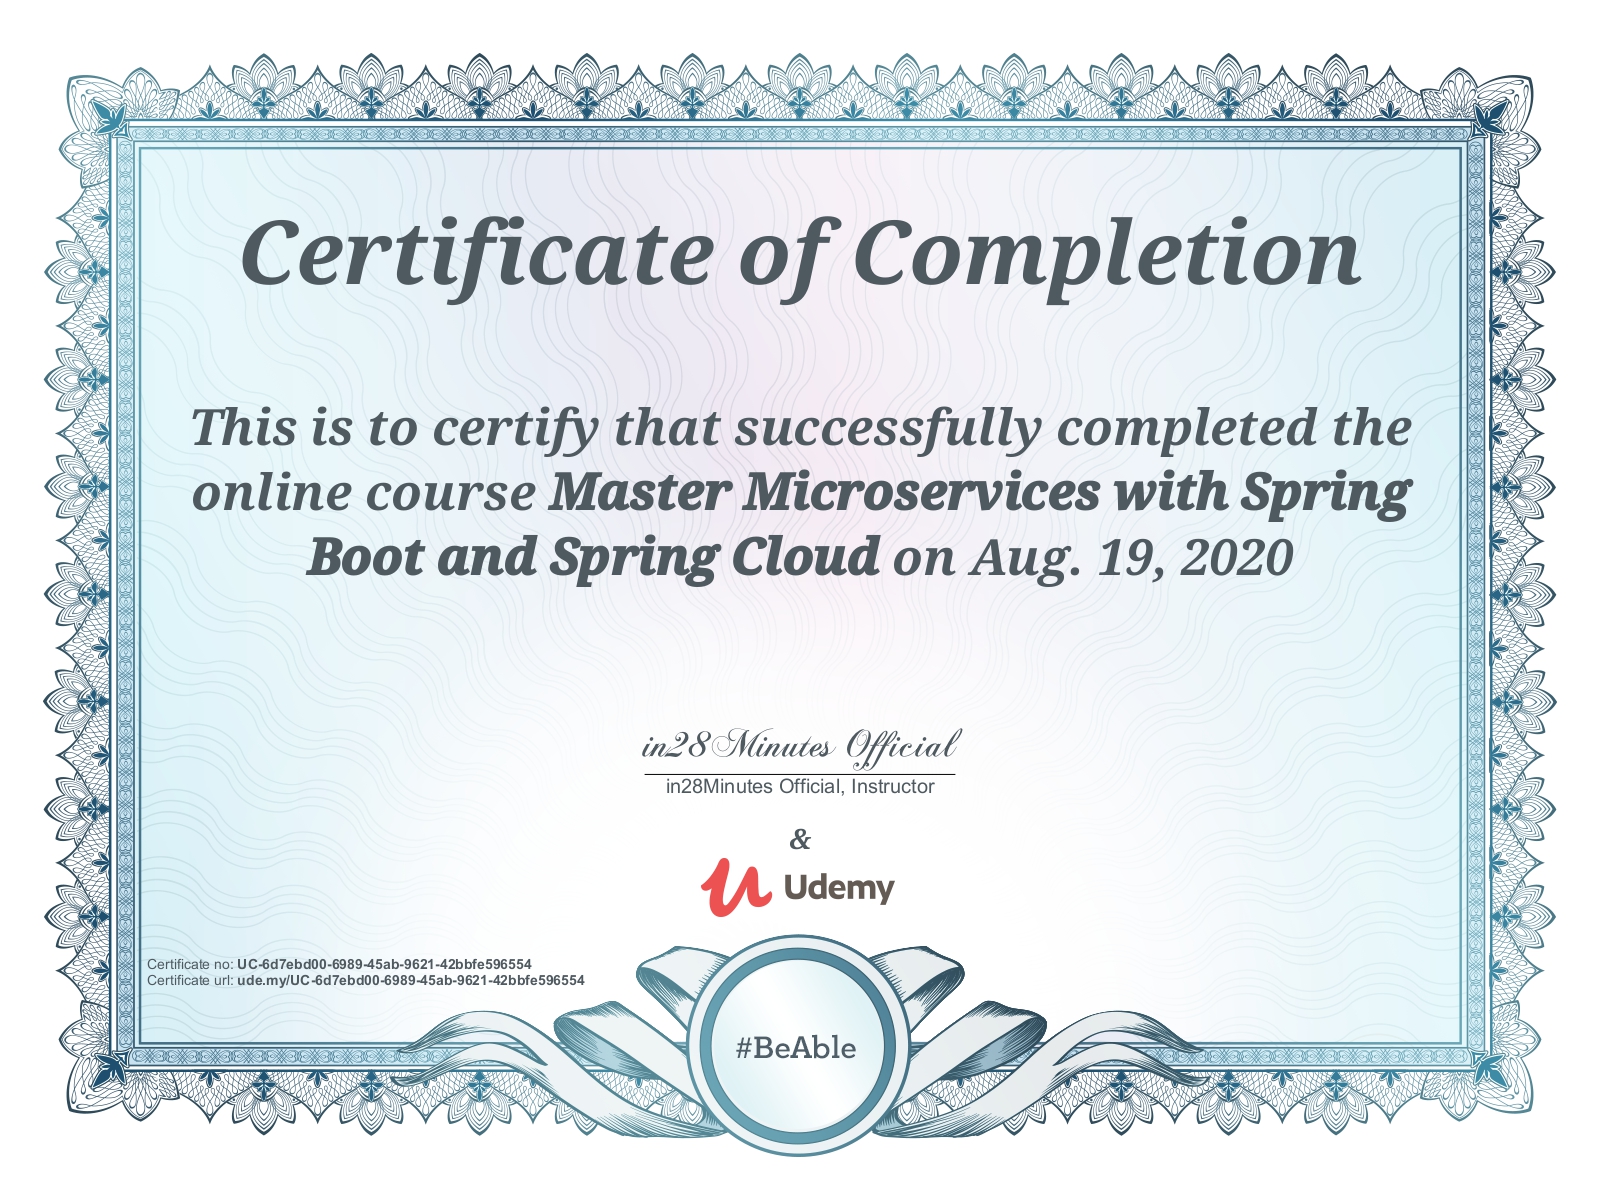 Certificate of Completion
This is to certify that successfully completed the
online course Master Microservices with Spring
Boot and Spring Cloud on Aug. 19, 2020
in28Minutes Official
in28Minutes Official, Instructor
&
Udemy
Certificate no: UC-6d7ebd00-6989-45ab-9621-42bbfe596554
Certificate url: ude.my/UC-6d7ebd00-6989-45ab-9621-42bbfe596554
#BeAble